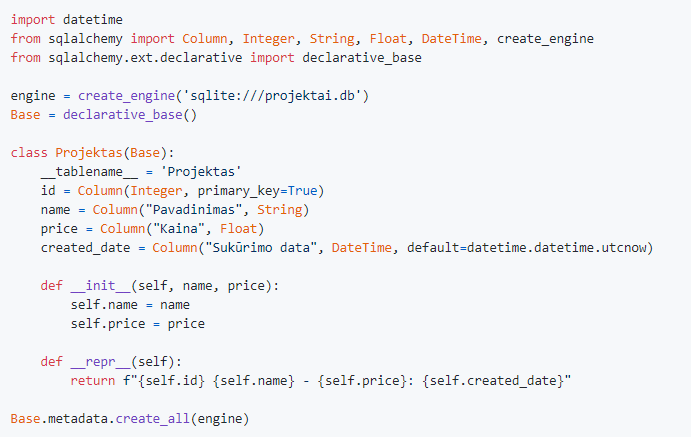 import datetime
from sqlalchemy import Column, Integer, String, Float, DateTime, create_engine
from sqlalchemy.ext.declarative import declarative_base

engine = create_engine('sqlite:///projektai.db')
Base = declarative_base()

class Projektas(Base):
    __tablename__ = 'Projektas'
    id = Column(Integer, primary_key=True)
    name = Column("Pavadinimas", String)
    price = Column("Kaina", Float)
    created_date = Column("Sukūrimo data", DateTime, default=datetime.datetime.utcnow)

    def __init__(self, name, price):
        self.name = name
        self.price = price

    def __repr__(self):
        return f"{self.id} {self.name} - {self.price}: {self.created_date}"

Base.metadata.create_all(engine)